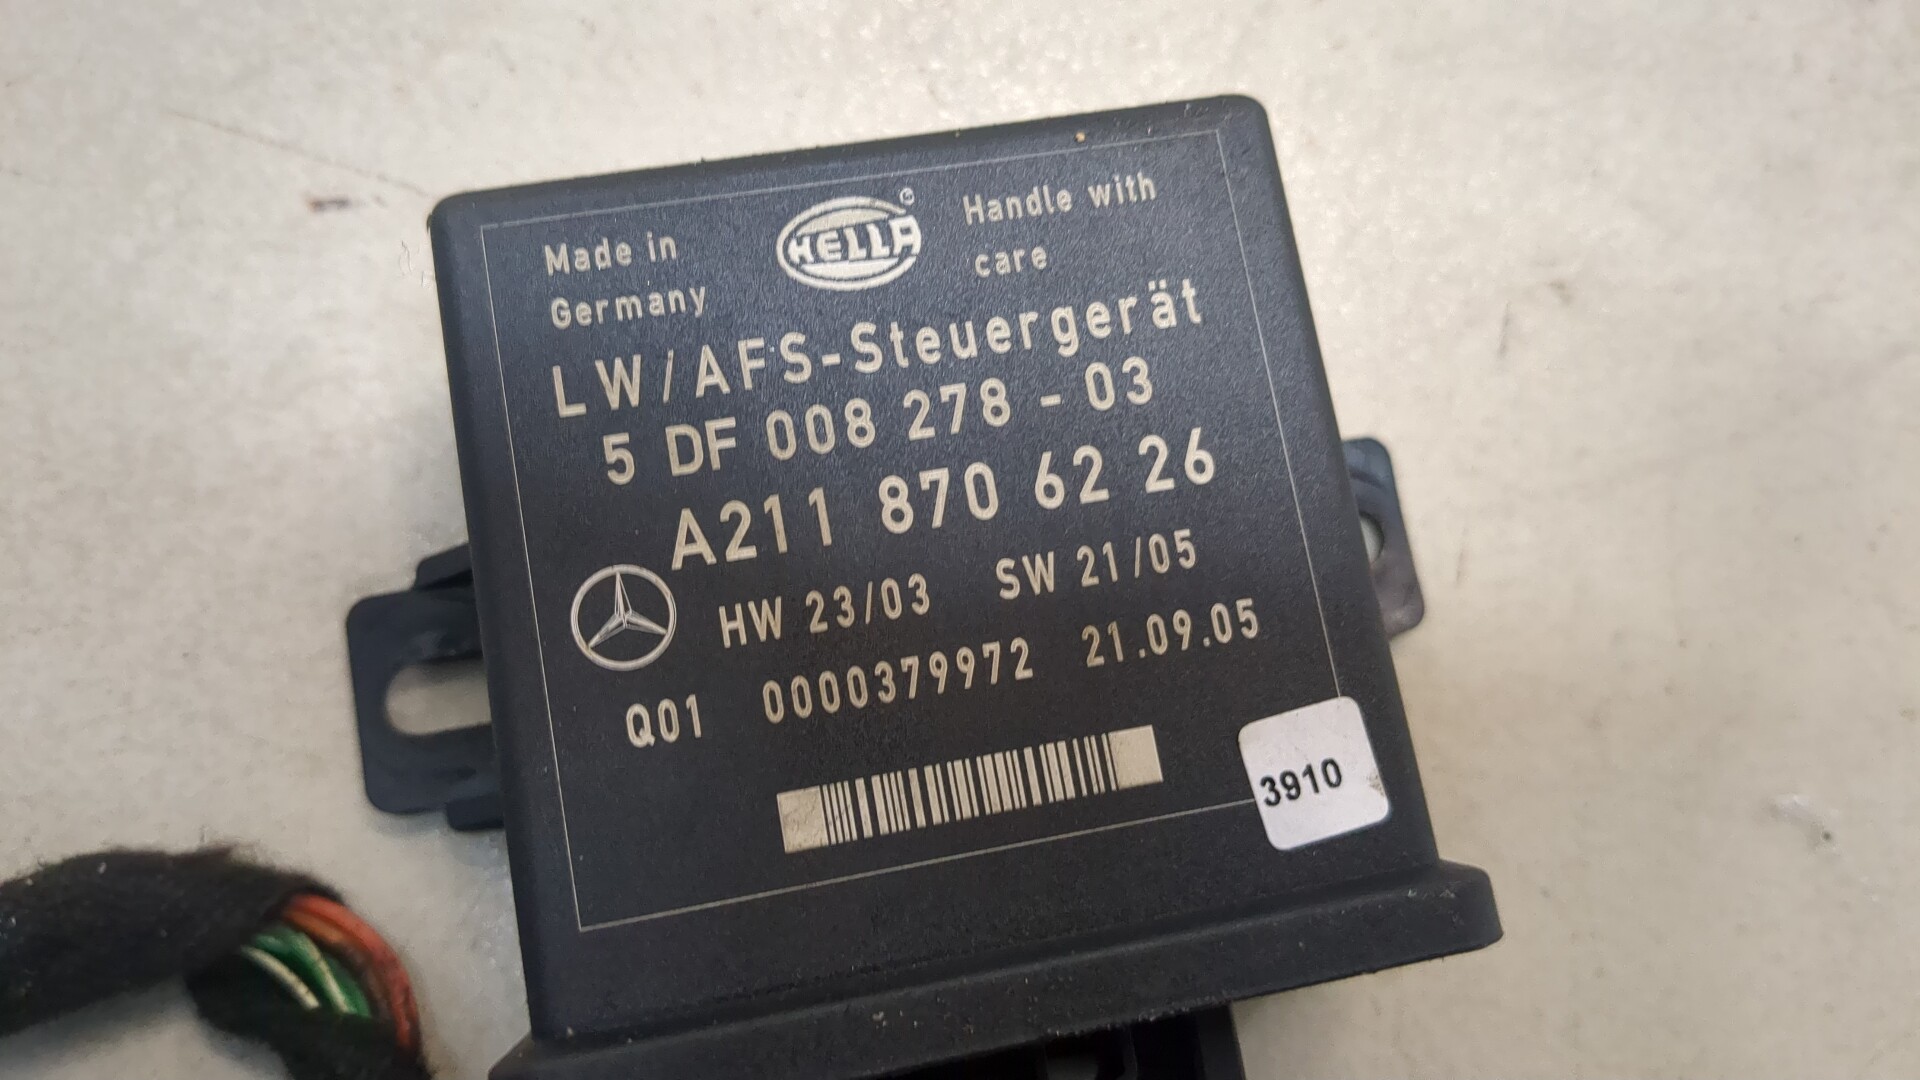 Made in
Germany
HELLA
Handle with
care
LW/AFS-Steuergerät
5 DF 008 278 - 03
A211 870 62 26
HW 23/03 SW 21/05
Q01 0000379972 21.09.05
3910